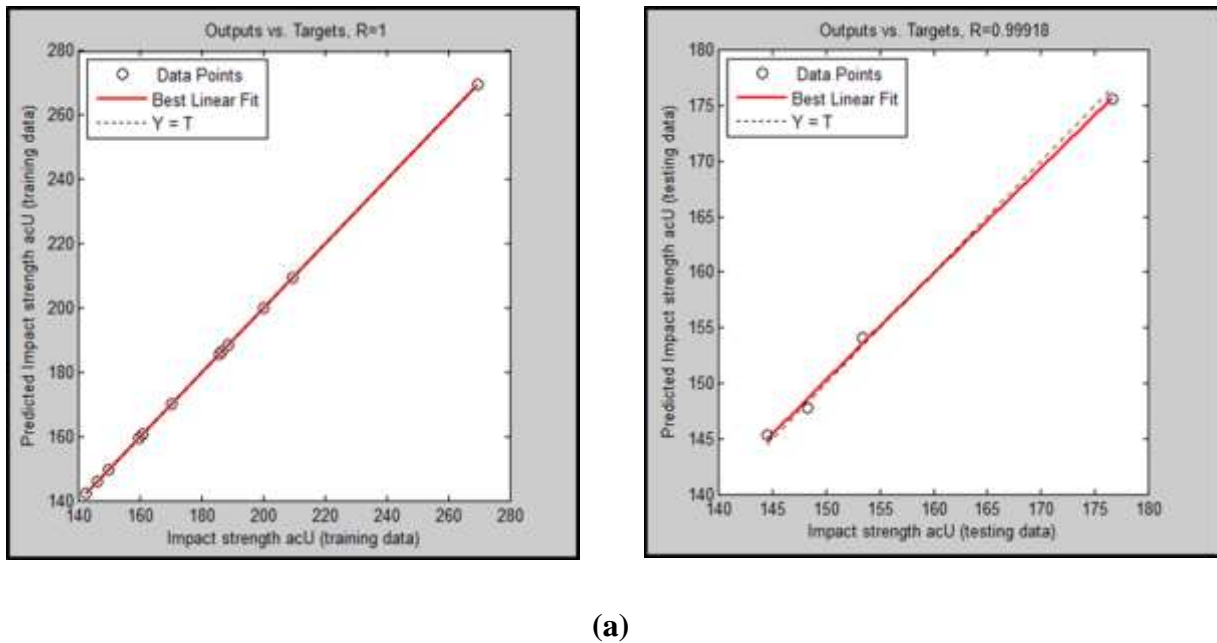 Outputs vs. Targets, R=1
280
260
240
220
200
180
160
140
Predicted Impact strength acU (training data)
Data Points
Best Linear Fit
Y = T
140 160 180 200 220 240 260 280
Impact strength acU (training data)
Outputs vs. Targets, R=0.99918
180
175
170
165
160
155
150
145
140
Predicted Impact strength acU (testing data)
Data Points
Best Linear Fit
Y = T
140 145 150 155 160 165 170 175 180
Impact strength acU (testing data)
(a)